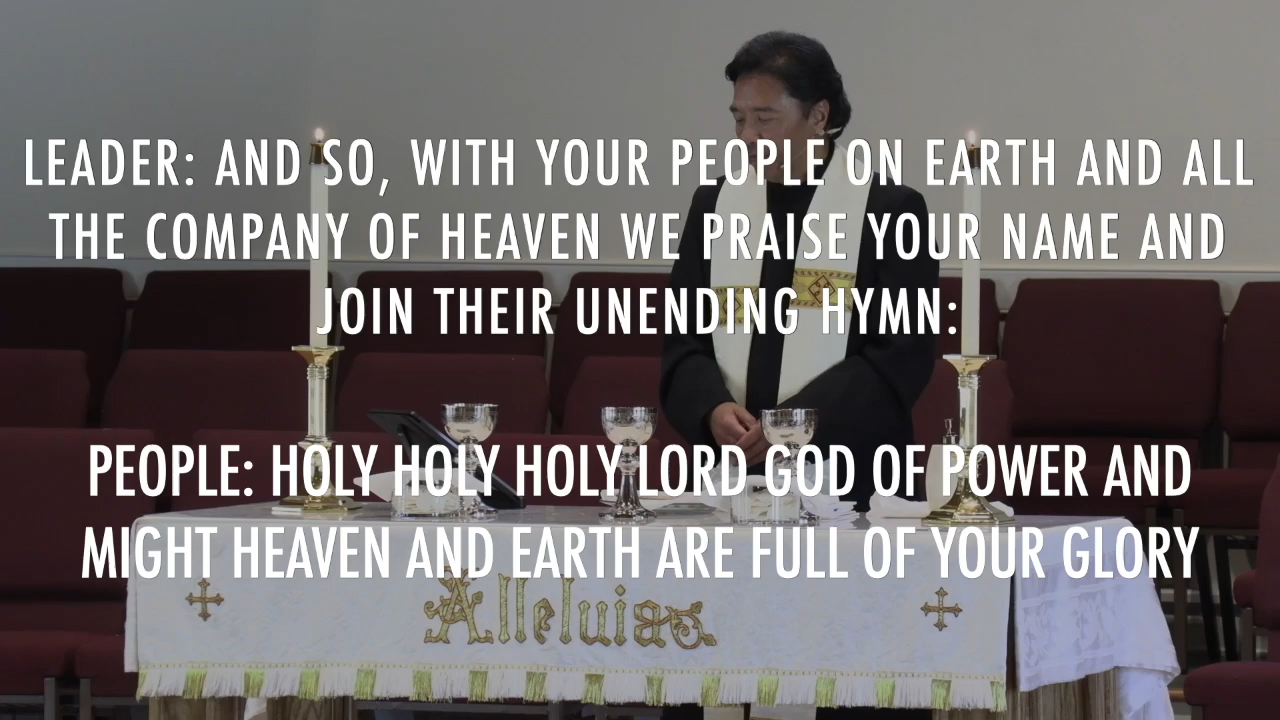 LEADER: AND SO, WITH YOUR PEOPLE ON EARTH AND ALL
THE COMPANY OF HEAVEN WE PRAISE YOUR NAME AND
JOIN THEIR UNENDING HYMN:
PEOPLE: HOLY HOLY HOLY LORD GOD OF POWER AND
MIGHT HEAVEN AND EARTH ARE FULL OF YOUR GLORY
Alleluia